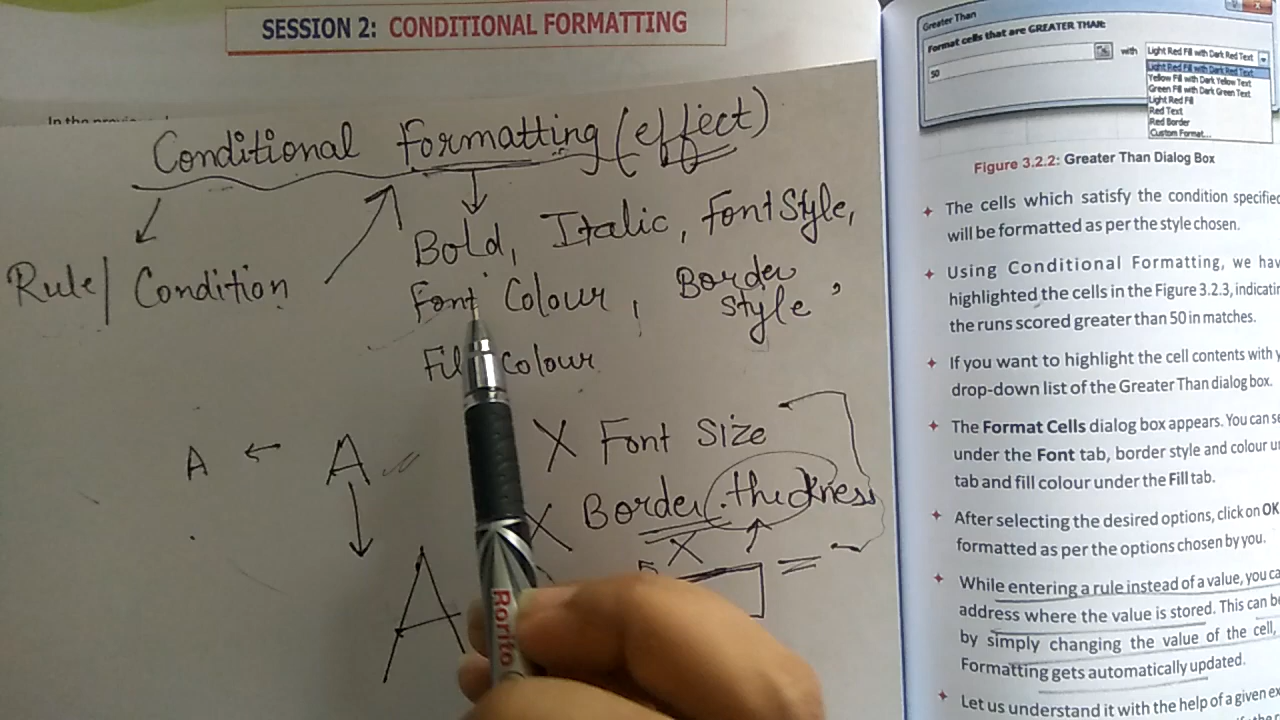 SESSION 2: CONDITIONAL FORMATTING
Conditional Formatting (effect)
Rule/ Condition
Bold, Italic, Font Style,
Font Colour, Border style,
Fill colour
A ← A
X Font Size
X Border thickness
X
A
Rorito
Greater Than
Format cells that are GREATER THAN:
50
with
Light Red Fill with Dark Red Text
Light Red Fill with Dark Red Text
Yellow Fill with Dark Yellow Text
Green Fill with Dark Green Text
Light Red Fill
Red Text
Red Border
Custom Format...
Figure 3.2.2: Greater Than Dialog Box
The cells which satisfy the condition specified
will be formatted as per the style chosen.
Using Conditional Formatting, we have
highlighted the cells in the Figure 3.2.3, indicating
the runs scored greater than 50 in matches.
If you want to highlight the cell contents with
drop-down list of the Greater Than dialog box.
The Format Cells dialog box appears. You can
under the Font tab, border style and colour
tab and fill colour under the Fill tab.
After selecting the desired options, click on OK
formatted as per the options chosen by you.
While entering a rule instead of a value, you
address where the value is stored. This can be
by simply changing the value of the cell,
Formatting gets automatically updated.
Let us understand it with the help of a given